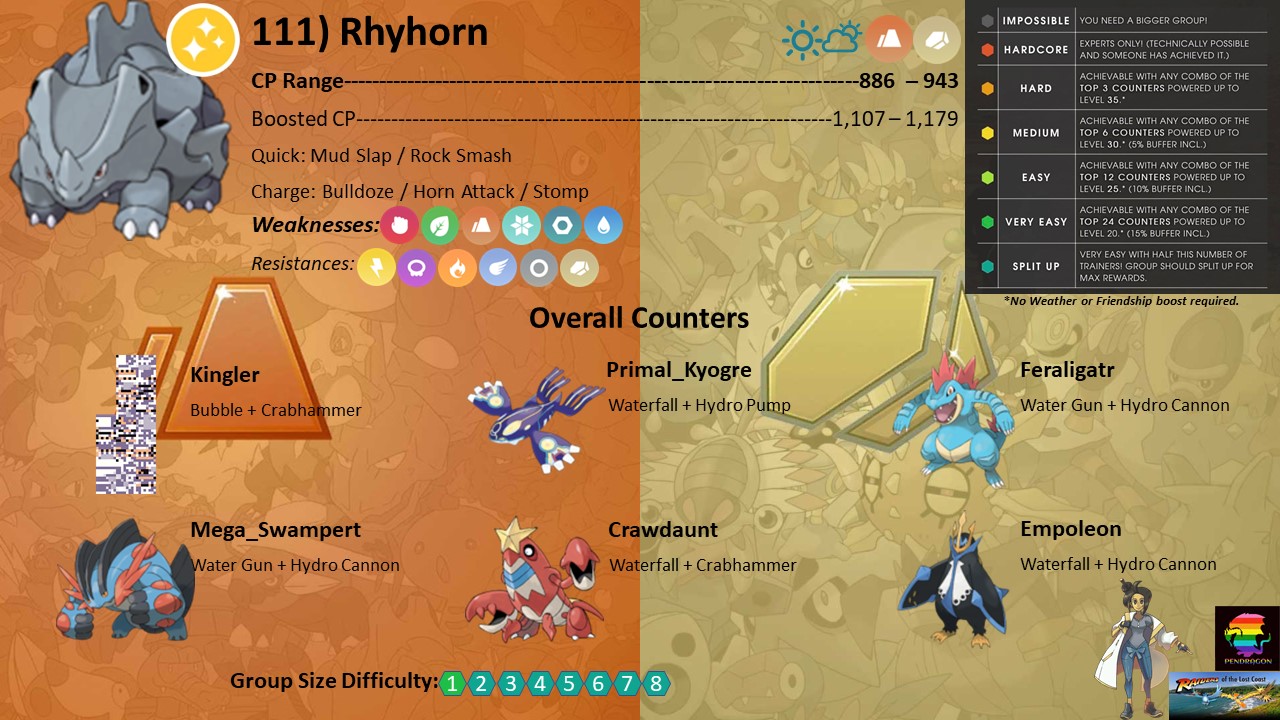 111) Rhyhorn
CP Range 886 – 943
Boosted CP 1,107 – 1,179
Quick: Mud Slap / Rock Smash
Charge: Bulldoze / Horn Attack / Stomp
Weaknesses:
Resistances:
IMPOSSIBLE YOU NEED A BIGGER GROUP!
HARDCORE EXPERTS ONLY! (TECHNICALLY POSSIBLE
AND SOMEONE HAS ACHIEVED IT.)
HARD ACHIEVABLE WITH ANY COMBO OF THE
TOP 3 COUNTERS POWERED UP TO
LEVEL 35.*
MEDIUM ACHIEVABLE WITH ANY COMBO OF THE
TOP 6 COUNTERS POWERED UP TO
LEVEL 30.* (5% BUFFER INCL.)
EASY ACHIEVABLE WITH ANY COMBO OF THE
TOP 12 COUNTERS POWERED UP TO
LEVEL 25.* (10% BUFFER INCL.)
VERY EASY ACHIEVABLE WITH ANY COMBO OF THE
TOP 24 COUNTERS POWERED UP TO
LEVEL 20.* (15% BUFFER INCL.)
SPLIT UP VERY EASY WITH HALF THIS NUMBER OF
TRAINERS! GROUP SHOULD SPLIT UP FOR
MAX REWARDS.
*No Weather or Friendship boost required.
Overall Counters
Kingler
Bubble + Crabhammer
Primal_Kyogre
Waterfall + Hydro Pump
Feraligatr
Water Gun + Hydro Cannon
Mega_Swampert
Water Gun + Hydro Cannon
Crawdaunt
Waterfall + Crabhammer
Empoleon
Waterfall + Hydro Cannon
Group Size Difficulty: 1 2 3 4 5 6 7 8
PENDRAGON
RAIDERS of the Lost Coast